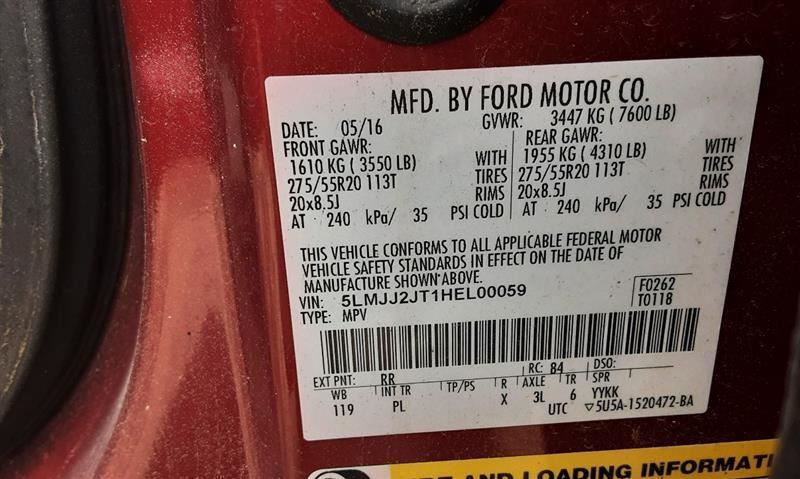 MFD. BY FORD MOTOR CO.
DATE: 05/16 GVWR: 3447 KG ( 7600 LB)
FRONT GAWR: REAR GAWR:
1610 KG ( 3550 LB) WITH 1955 KG ( 4310 LB) WITH
275/55R20 113T TIRES 275/55R20 113T TIRES
20x8.5J RIMS 20x8.5J RIMS
AT 240 kPa/ 35 PSI COLD AT 240 kPa/ 35 PSI COLD
THIS VEHICLE CONFORMS TO ALL APPLICABLE FEDERAL MOTOR
VEHICLE SAFETY STANDARDS IN EFFECT ON THE DATE OF
MANUFACTURE SHOWN ABOVE.
VIN: 5LMJJ2JT1HEL00059 F0262
TYPE: MPV T0118
EXT PNT: RR RC: 84 DSO:
WB INT TR TP/PS R AXLE TR SPR
119 PL X 3L 6 YYKK
UTC ▽5U5A-1520472-BA
AND LOADING INFORMATI